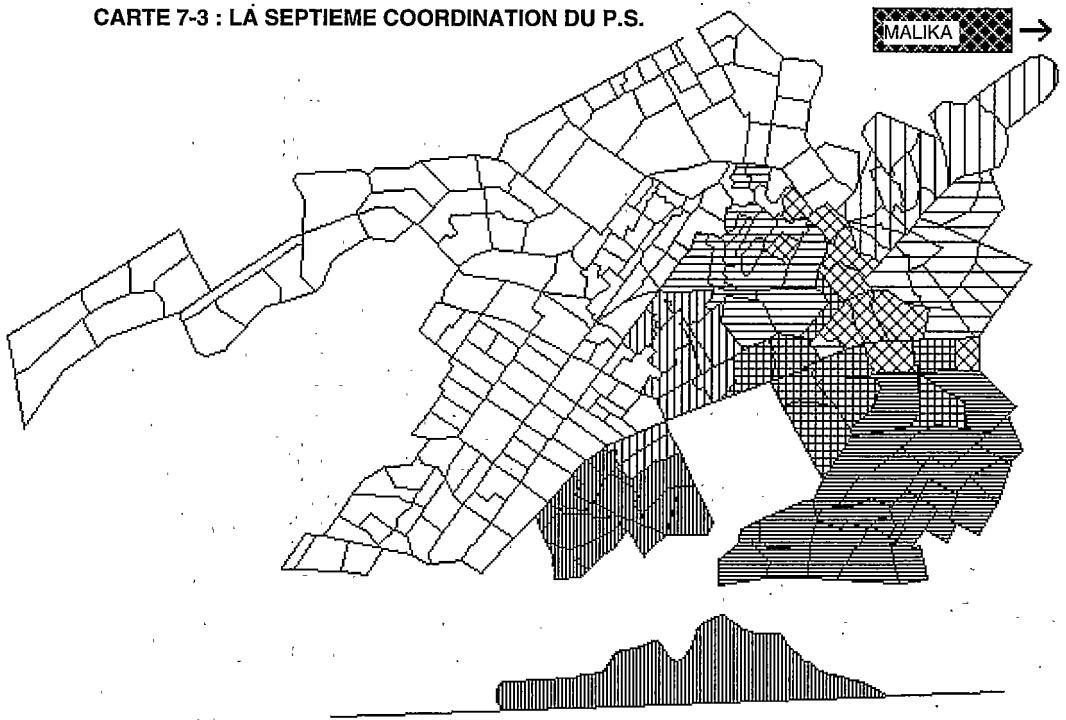 CARTE 7-3 : LA SEPTIEME COORDINATION DU P.S.
MALIKA